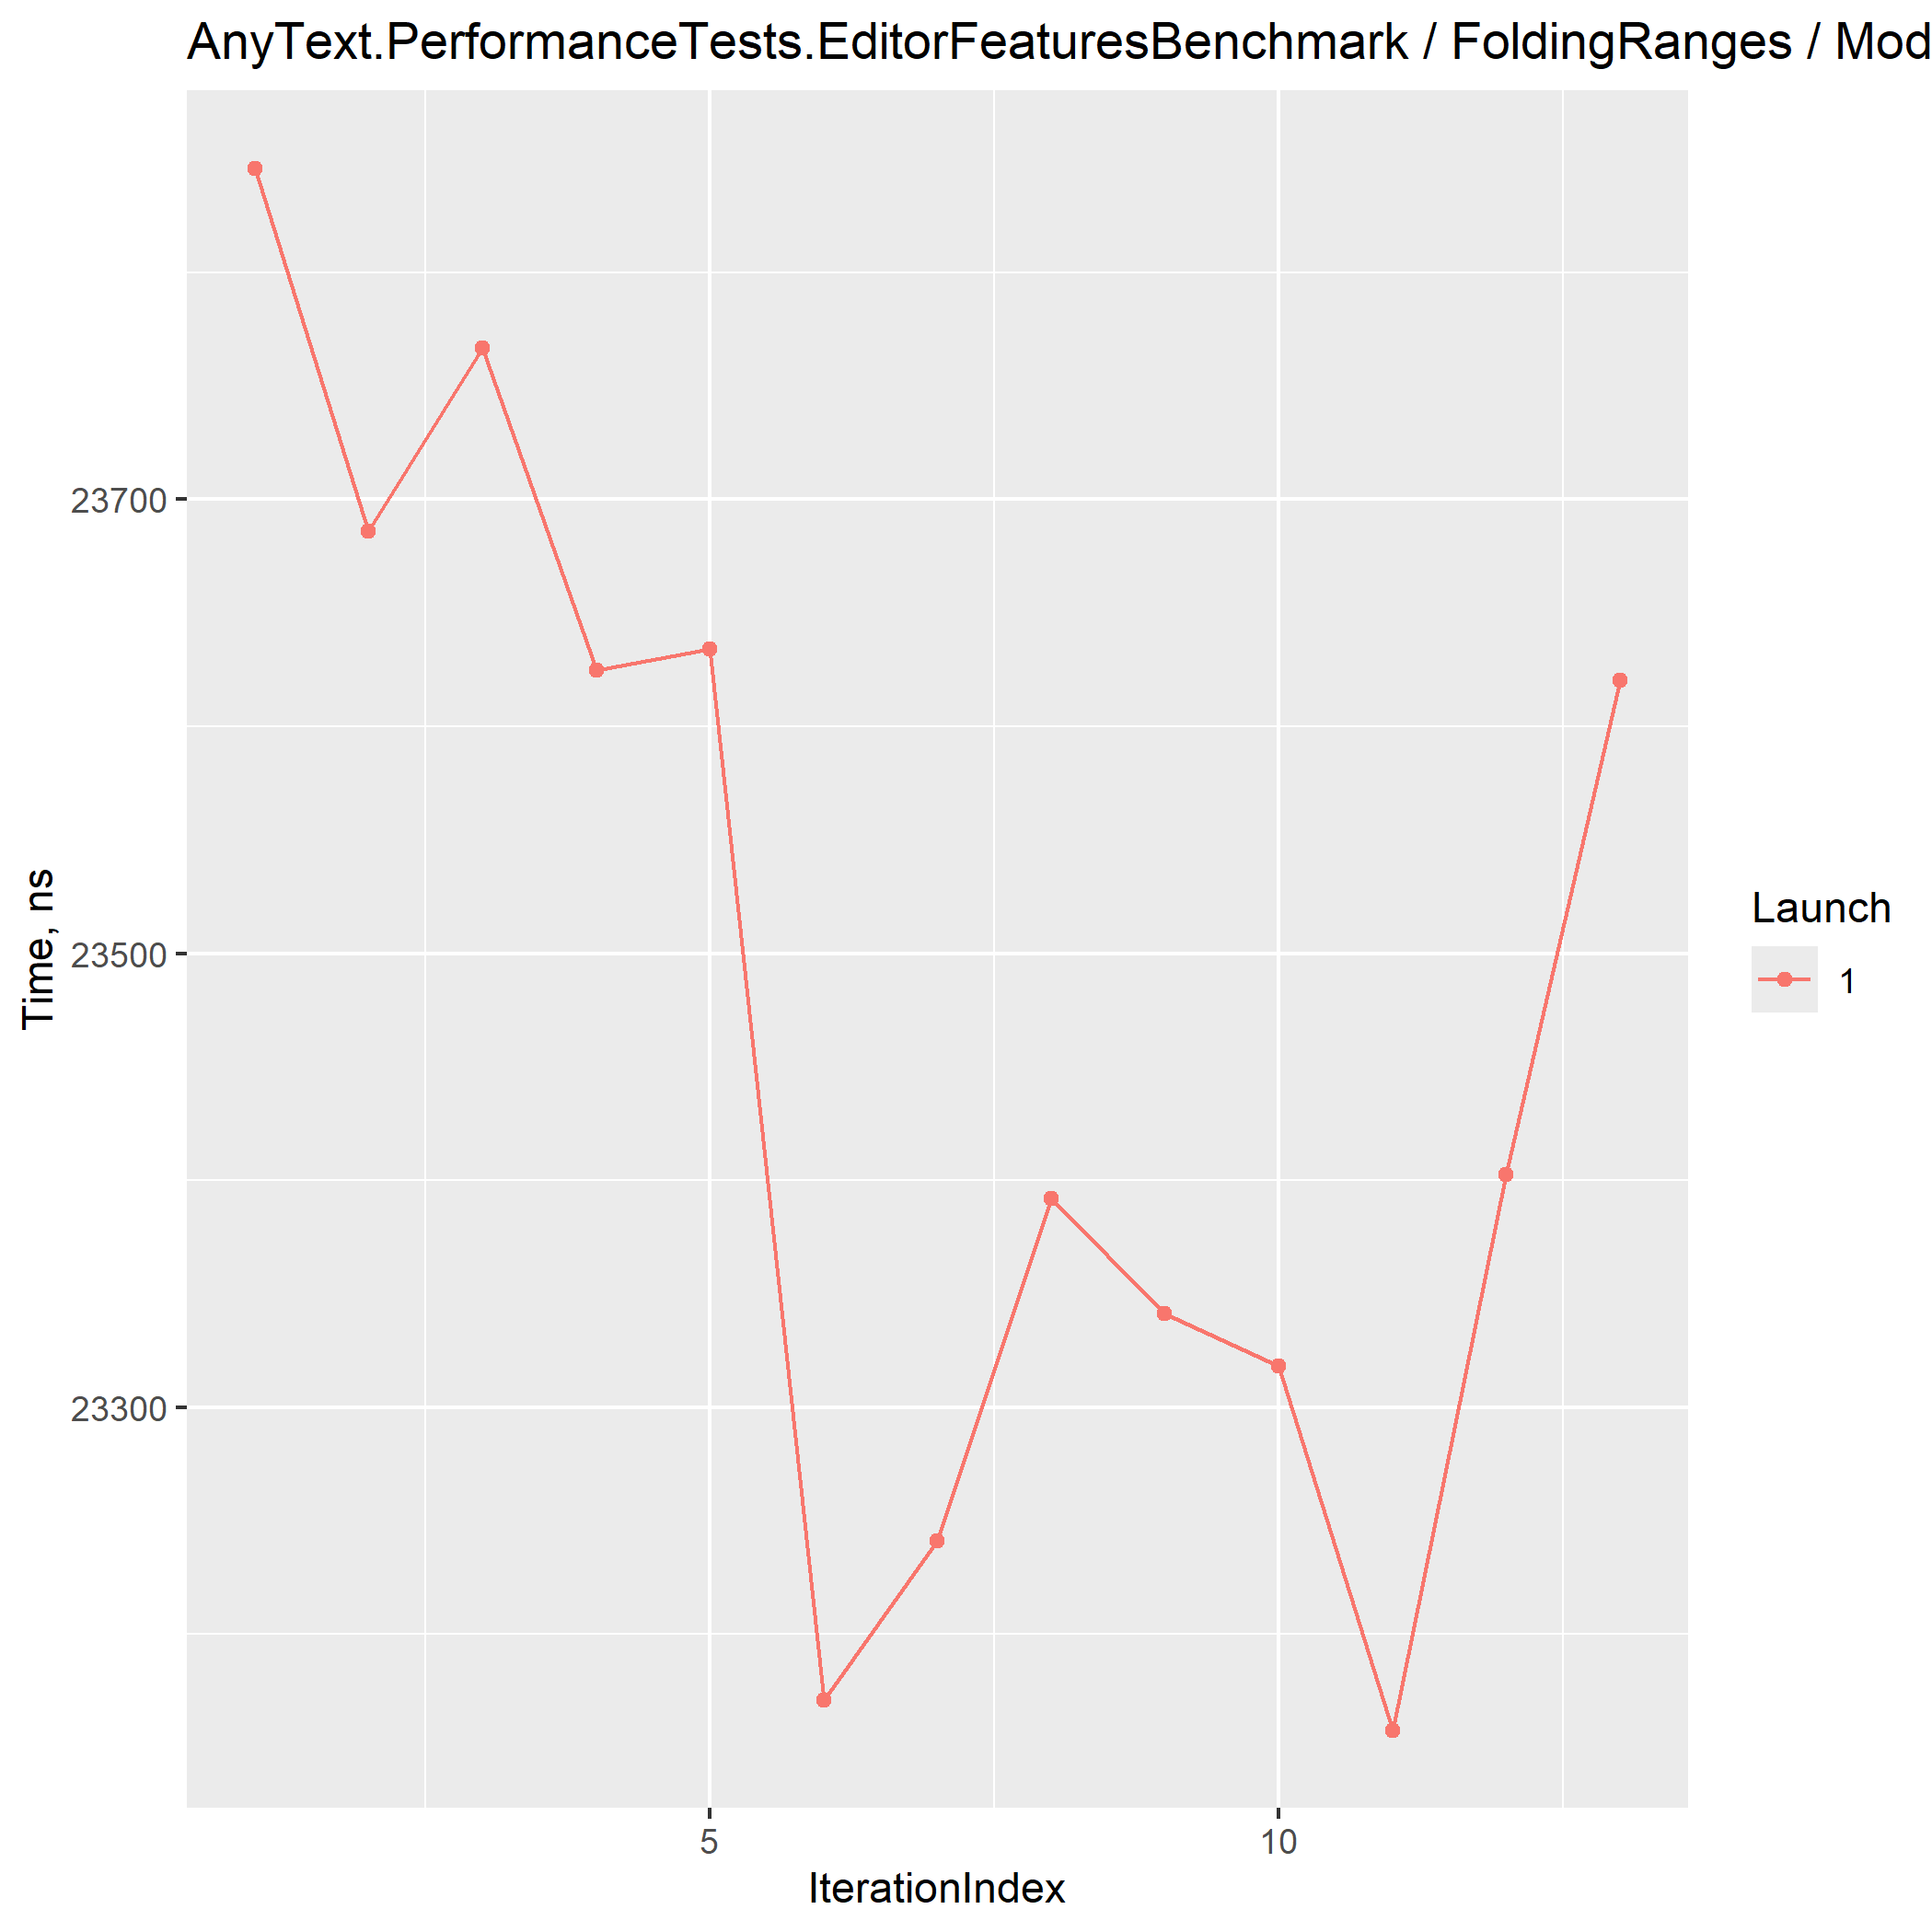 AnyText.PerformanceTests.EditorFeaturesBenchmark / FoldingRanges / Mod
23700
23500
23300
Time, ns
5
10
IterationIndex
Launch
1